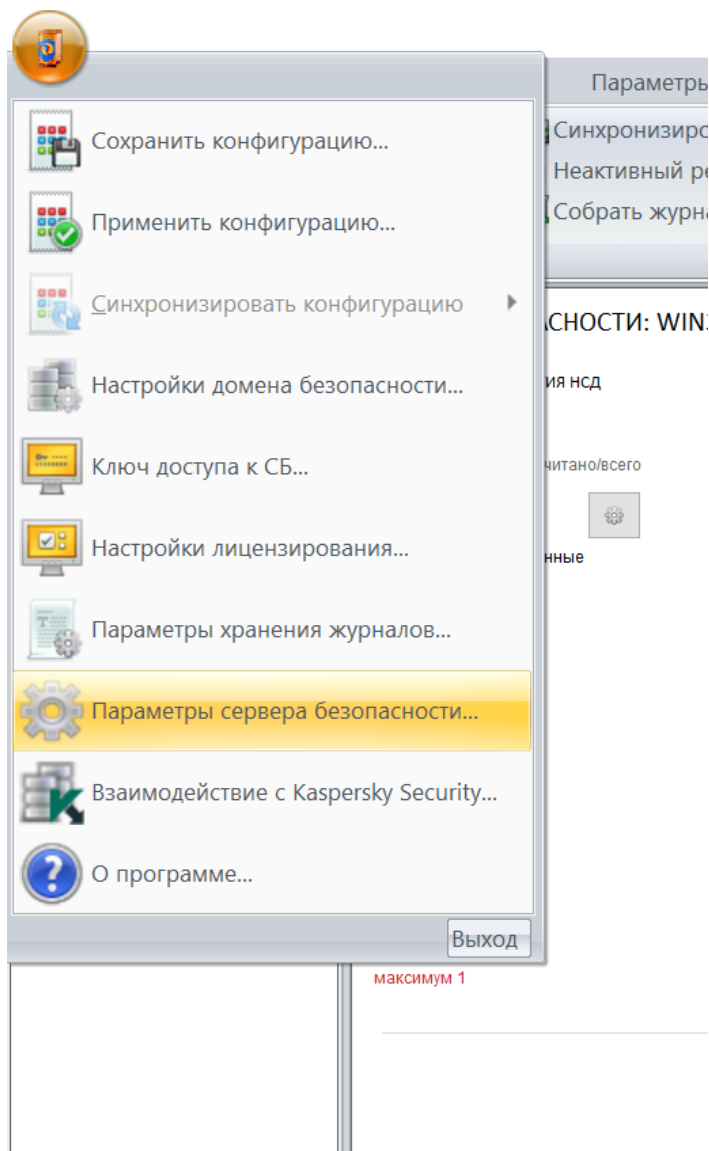 Параметры
Синхронизиро
Неактивный ре
Собрать журна
Сохранить конфигурацию...
Применить конфигурацию...
Синхронизировать конфигурацию
Настройки домена безопасности...
Ключ доступа к СБ...
Настройки лицензирования...
Параметры хранения журналов...
Параметры сервера безопасности...
Взаимодействие с Kaspersky Security...
О программе...
Выход
СНОСТИ: WIN
ия нсд
читано/всего
нные
максимум 1